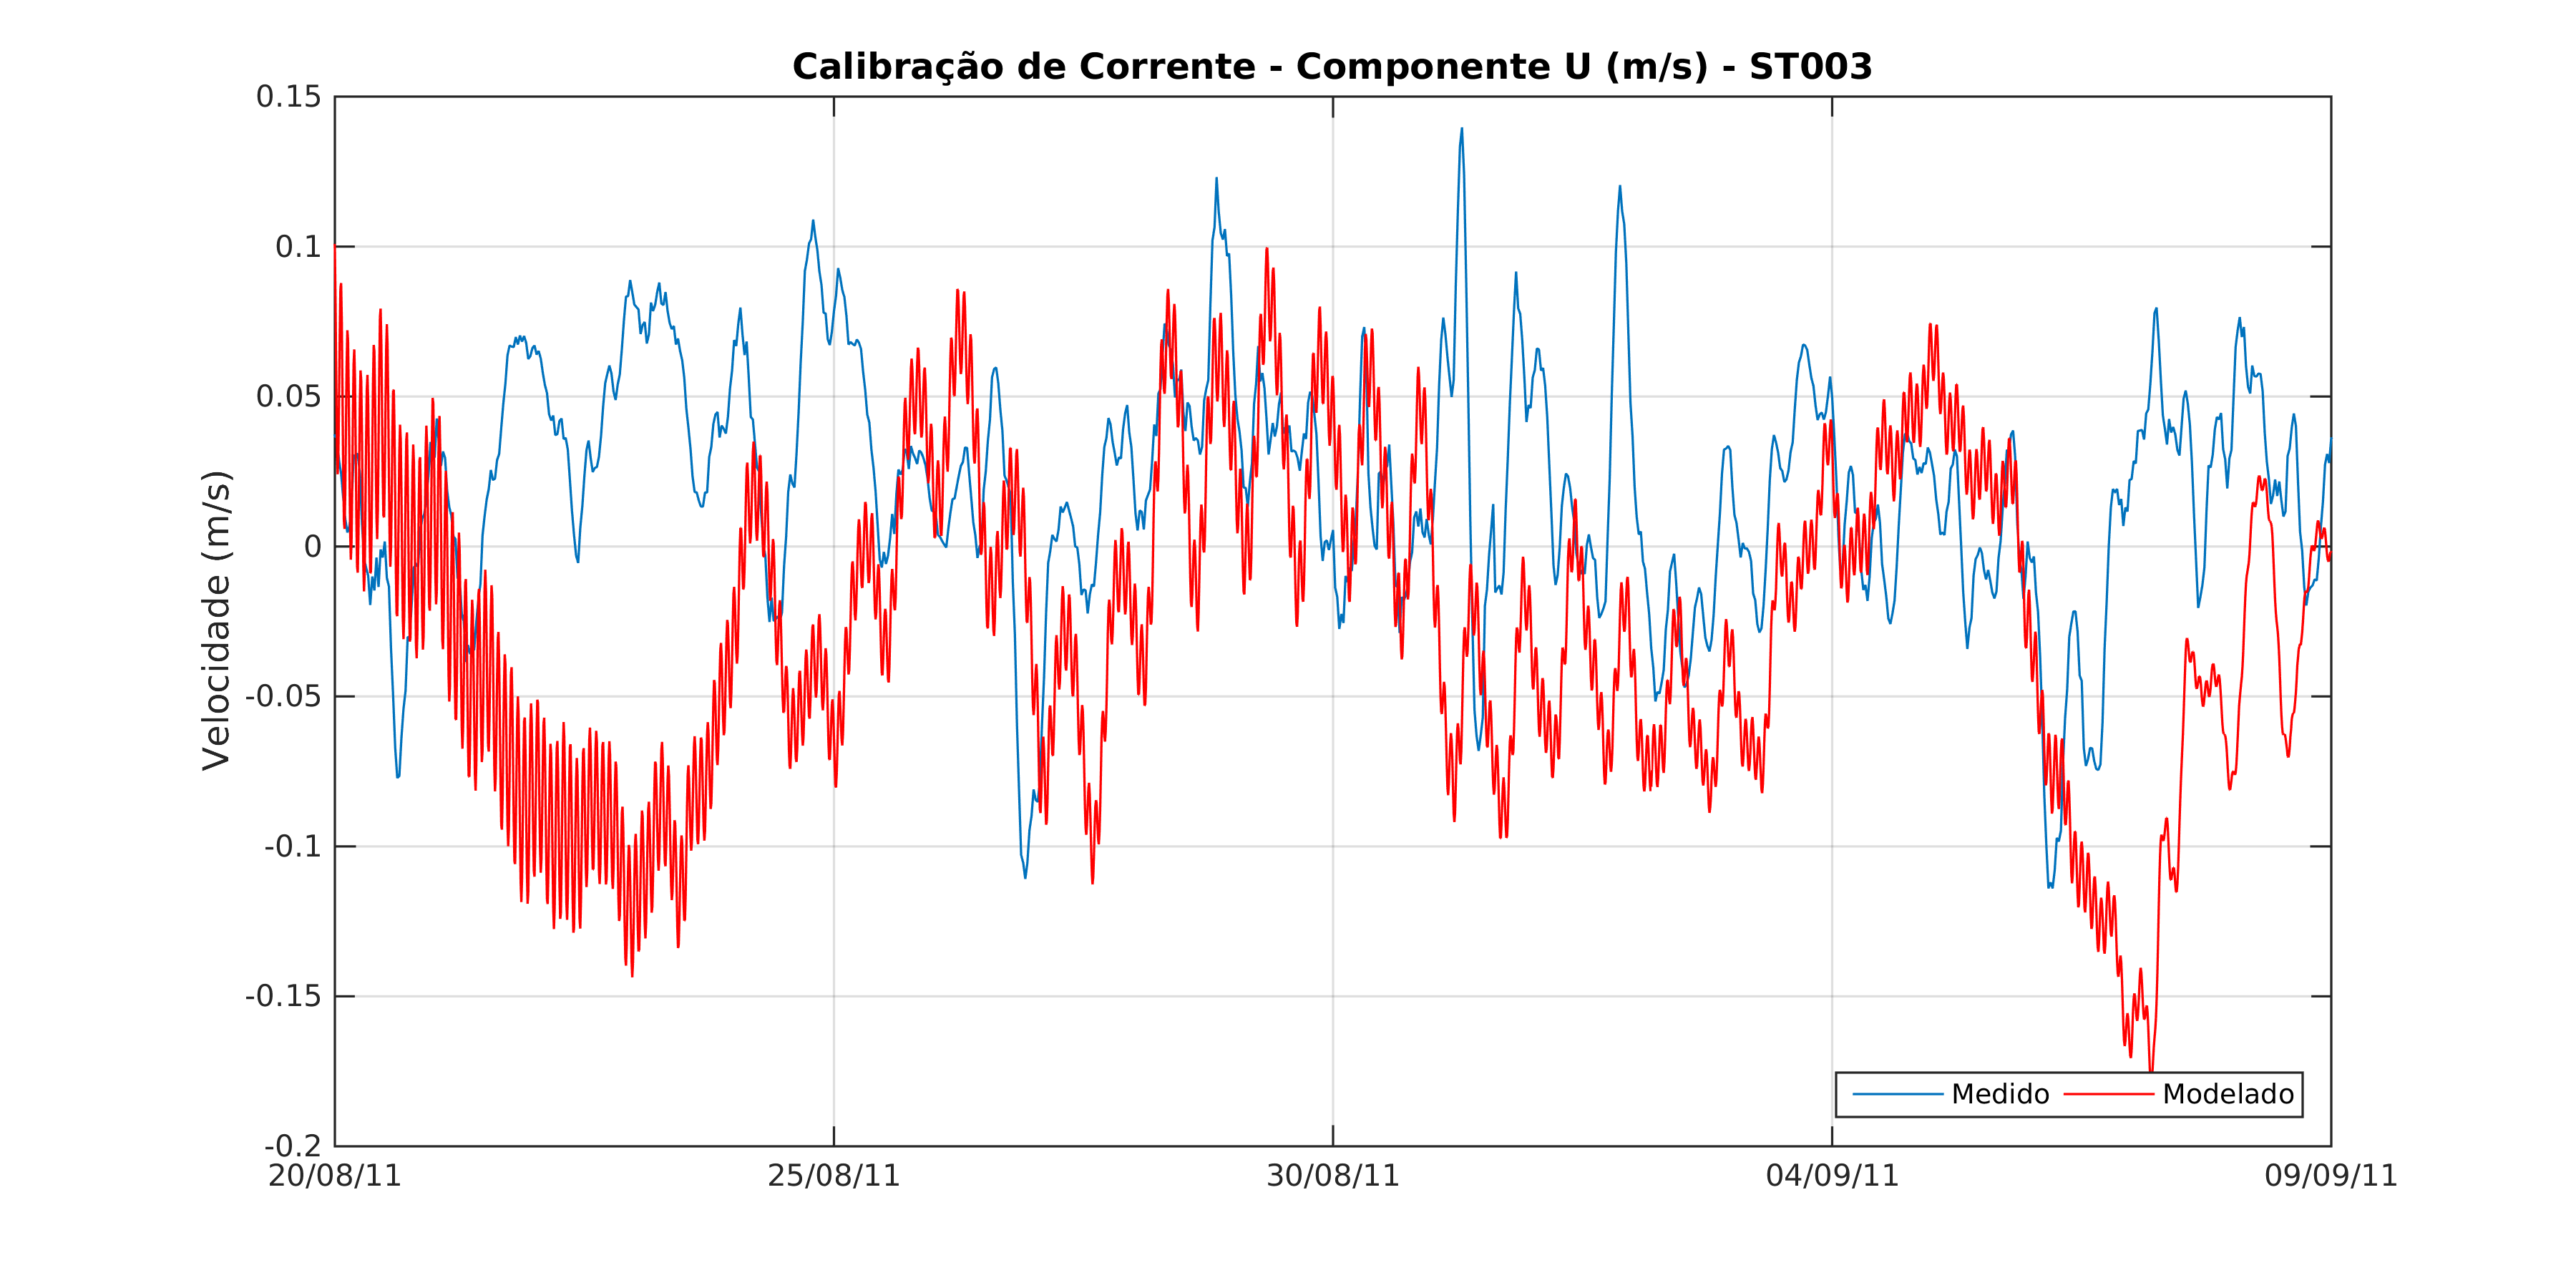 Calibração de Corrente - Componente U (m/s) - ST003
0.15
0.1
0.05
0
-0.05
-0.1
-0.15
-0.2
Velocidade (m/s)
Medido Modelado
20/08/11 25/08/11 30/08/11 04/09/11 09/09/11